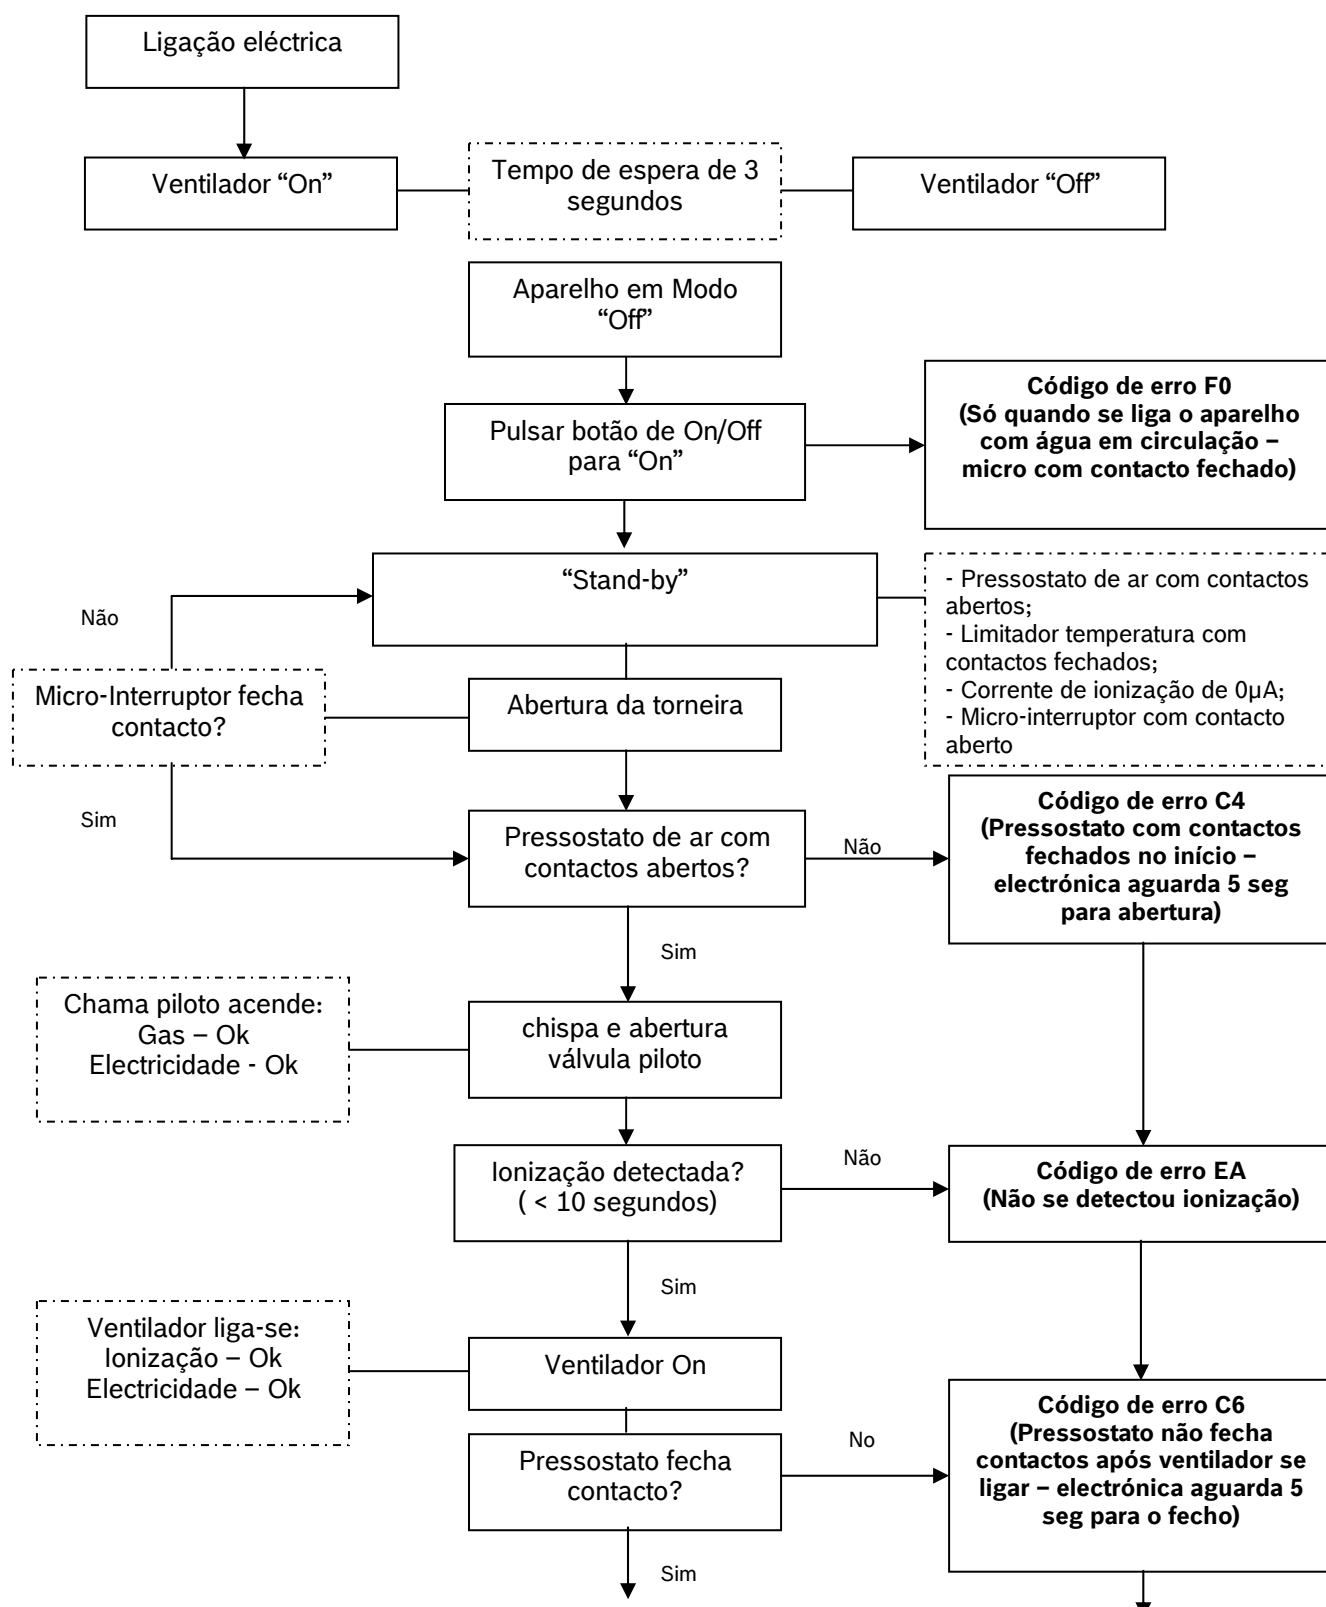 Ligação eléctrica
Ventilador “On”
Tempo de espera de 3
segundos
Ventilador “Off”
Aparelho em Modo
“Off”
Pulsar botão de On/Off
para “On”
Código de erro F0
(Só quando se liga o aparelho
com água em circulação –
micro com contacto fechado)
“Stand-by”
- Pressostato de ar com contactos
abertos;
- Limitador temperatura com
contactos fechados;
- Corrente de ionização de 0µA;
- Micro-interruptor com contacto
aberto
Não
Micro-Interruptor fecha
contacto?
Abertura da torneira
Sim
Pressostato de ar com
contactos abertos?
Não
Código de erro C4
(Pressostato com contactos
fechados no início –
electrónica aguarda 5 seg
para abertura)
Sim
Chama piloto acende:
Gas – Ok
Electricidade - Ok
chispa e abertura
válvula piloto
Ionização detectada?
( < 10 segundos)
Não
Código de erro EA
(Não se detectou ionização)
Sim
Ventilador liga-se:
Ionização – Ok
Electricidade – Ok
Ventilador On
Pressostato fecha
contacto?
No
Código de erro C6
(Pressostato não fecha
contactos após ventilador se
ligar – electrónica aguarda 5
seg para o fecho)
Sim